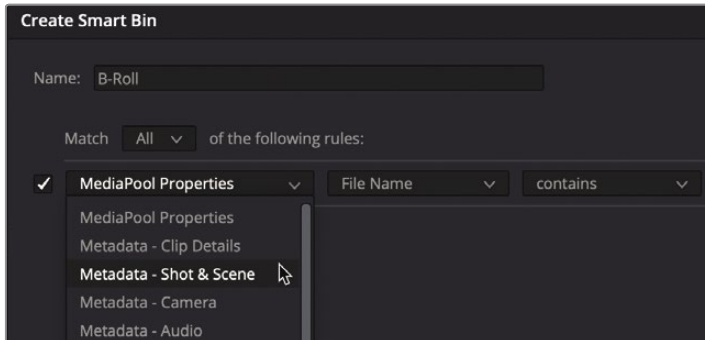 Create Smart Bin
Name: B-Roll
Match All of the following rules:
MediaPool Properties File Name contains
MediaPool Properties
Metadata - Clip Details
Metadata - Shot & Scene
Metadata - Camera
Metadata - Audio